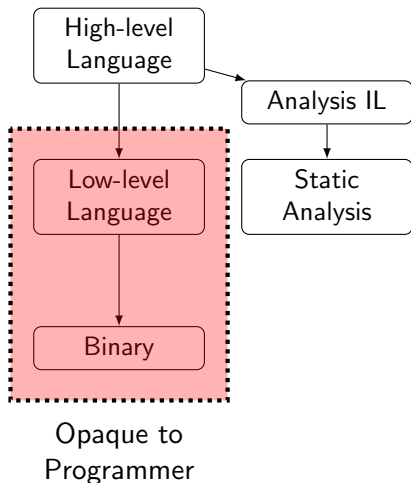 High-level
Language
Analysis IL
Low-level
Language
Static
Analysis
Binary
Opaque to
Programmer